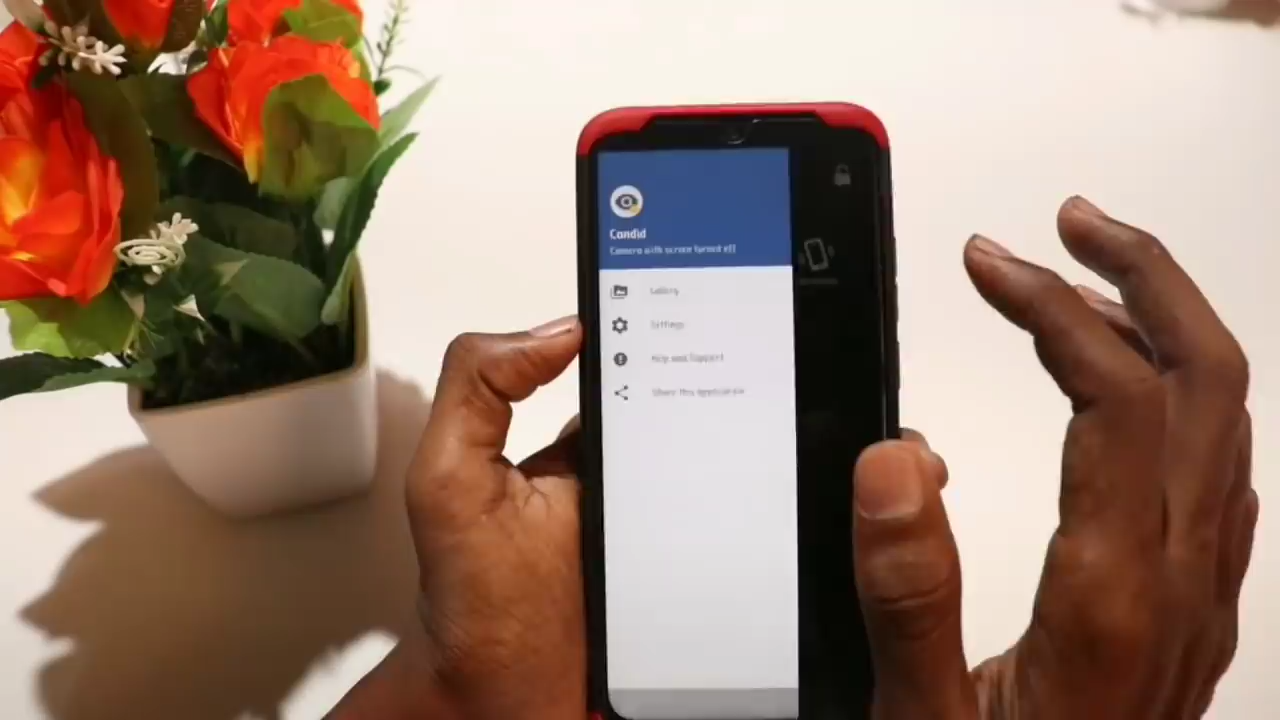 Candid
Camera with screen turned off
Gallery
Settings
Help and Support
Share this application